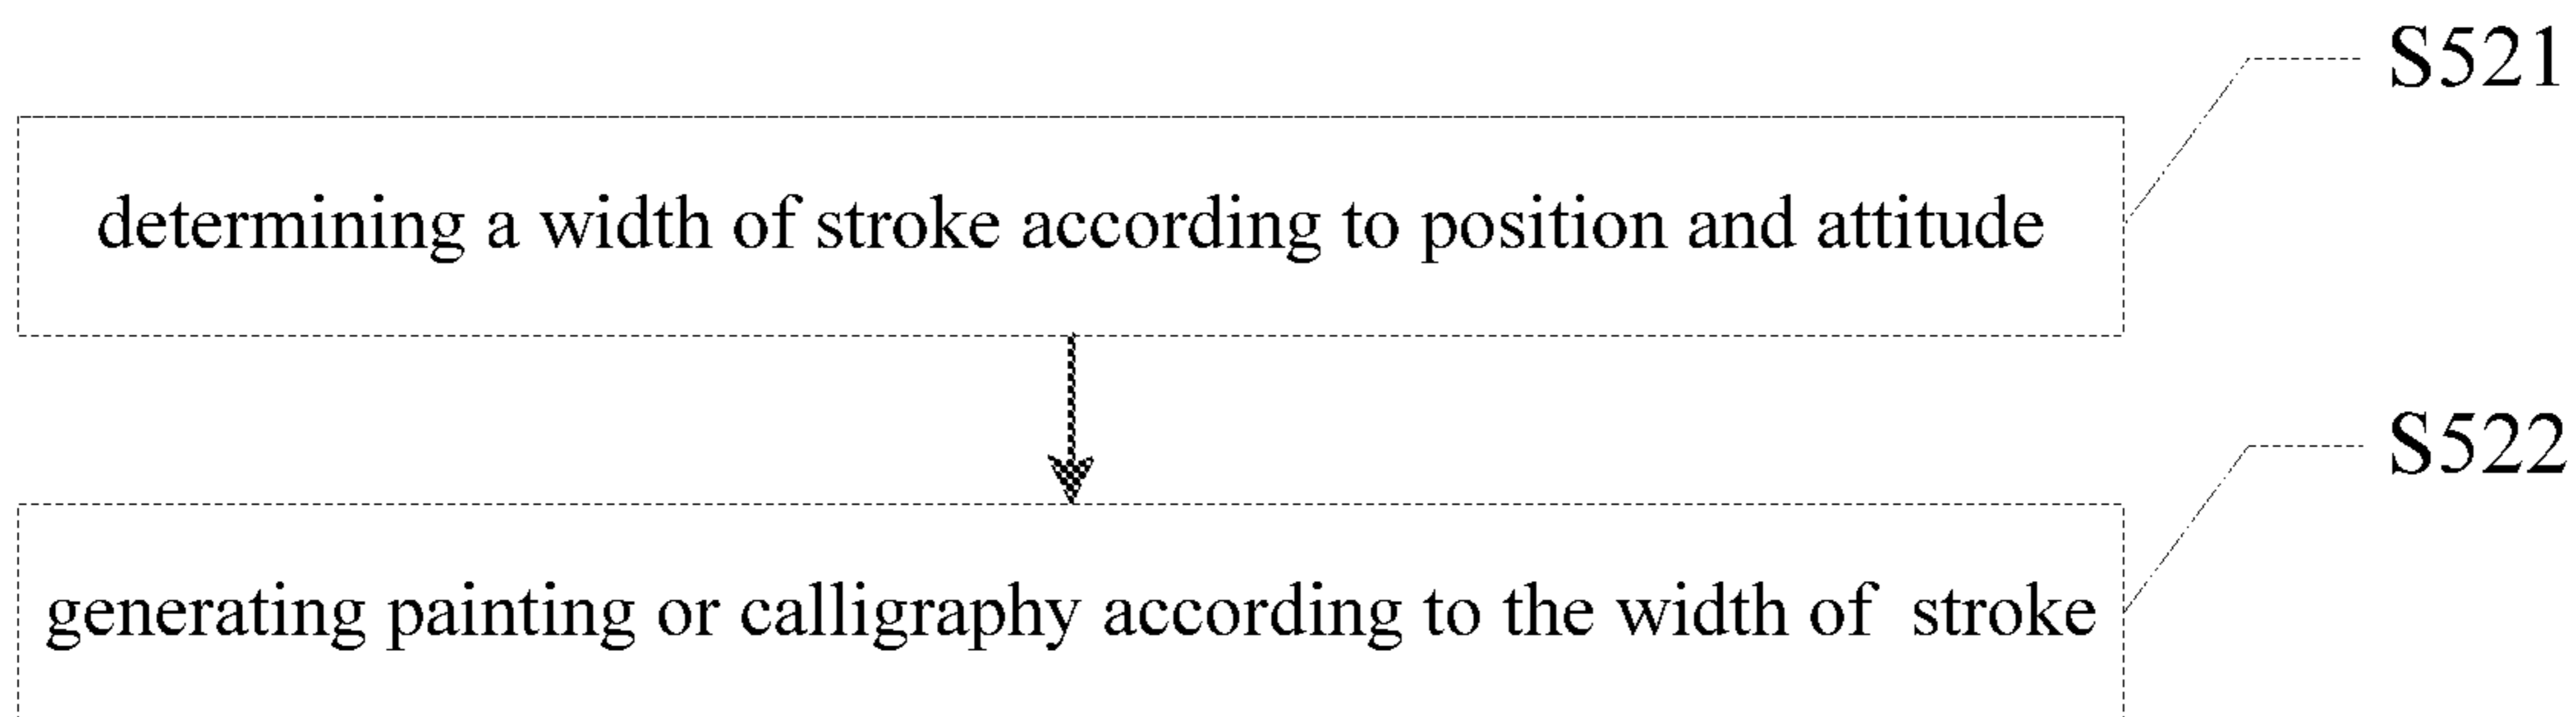 S521
determining a width of stroke according to position and attitude
S522
generating painting or calligraphy according to the width of stroke